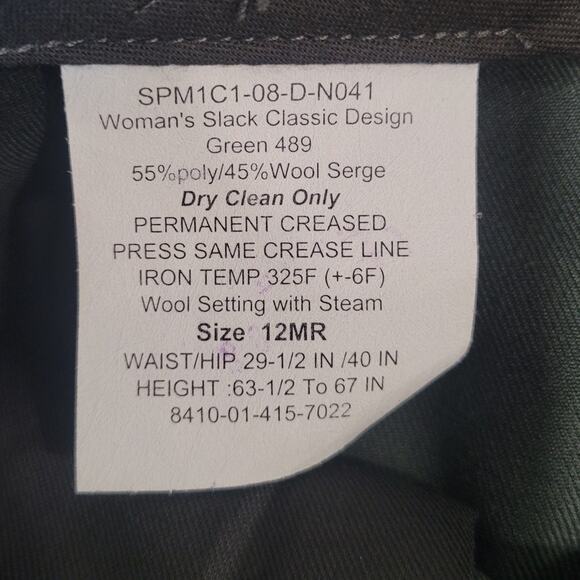 SPM1C1-08-D-N041
Woman's Slack Classic Design
Green 489
55%poly/45%Wool Serge
Dry Clean Only
PERMANENT CREASED
PRESS SAME CREASE LINE
IRON TEMP 325F (+-6F)
Wool Setting with Steam
Size 12MR
WAIST/HIP 29-1/2 IN /40 IN
HEIGHT :63-1/2 To 67 IN
8410-01-415-7022